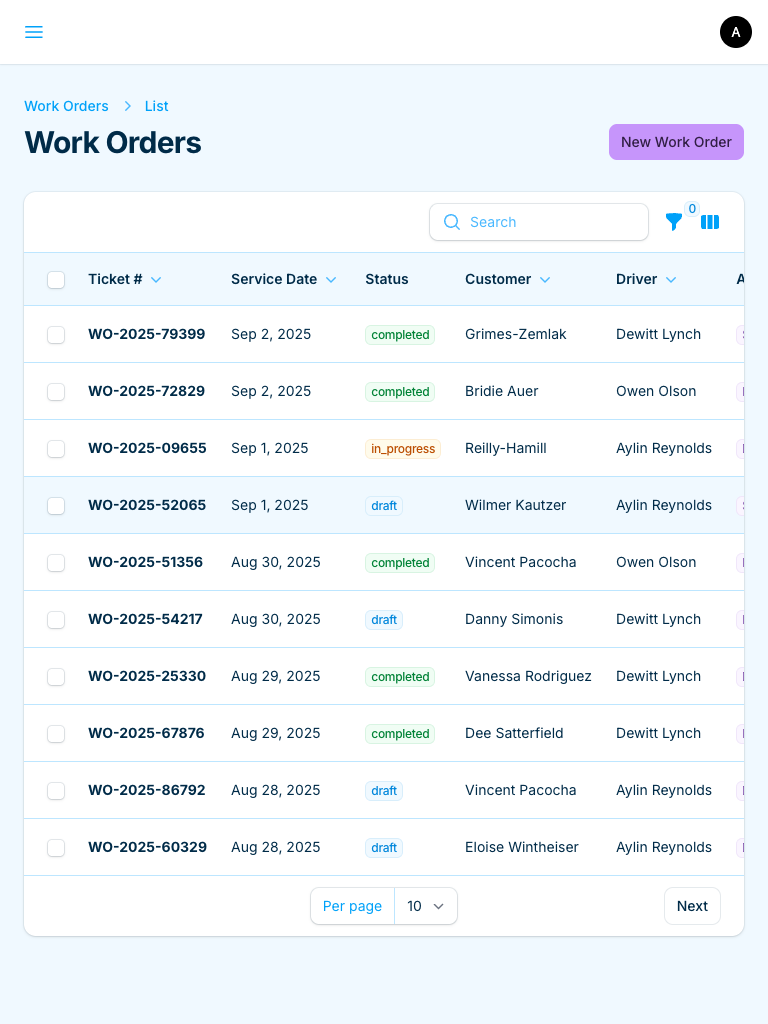 A
Work Orders > List
Work Orders
New Work Order
Search
0
Ticket # Service Date Status Customer Driver A
WO-2025-79399 Sep 2, 2025 completed Grimes-Zemlak Dewitt Lynch
WO-2025-72829 Sep 2, 2025 completed Bridie Auer Owen Olson
WO-2025-09655 Sep 1, 2025 in_progress Reilly-Hamill Aylin Reynolds
WO-2025-52065 Sep 1, 2025 draft Wilmer Kautzer Aylin Reynolds
WO-2025-51356 Aug 30, 2025 completed Vincent Pacocha Owen Olson
WO-2025-54217 Aug 30, 2025 draft Danny Simonis Dewitt Lynch
WO-2025-25330 Aug 29, 2025 completed Vanessa Rodriguez Dewitt Lynch
WO-2025-67876 Aug 29, 2025 completed Dee Satterfield Dewitt Lynch
WO-2025-86792 Aug 28, 2025 draft Vincent Pacocha Aylin Reynolds
WO-2025-60329 Aug 28, 2025 draft Eloise Wintheiser Aylin Reynolds
Per page 10
Next